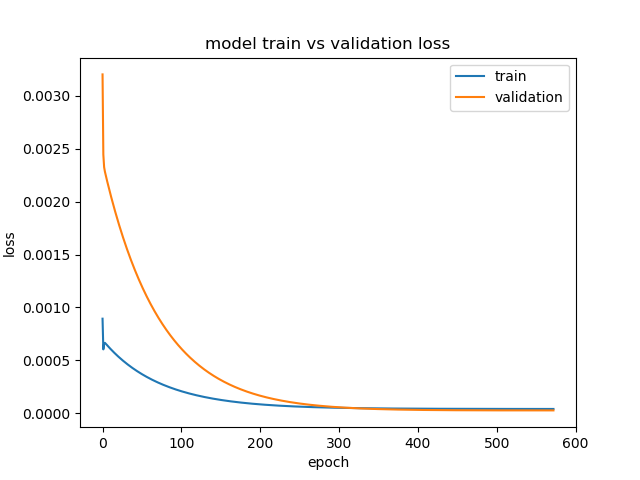 model train vs validation loss
train
validation
0.0030
0.0025
0.0020
0.0015
0.0010
0.0005
0.0000
loss
0 100 200 300 400 500 600
epoch